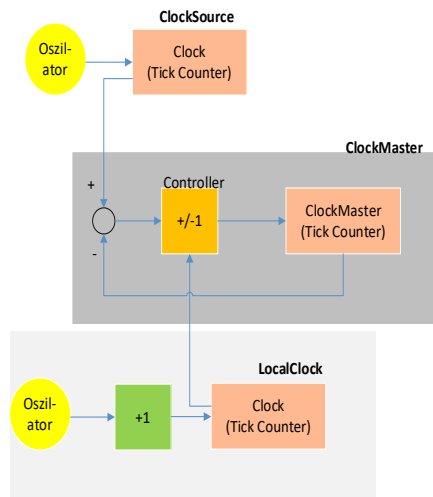 ClockSource
Oszil-
ator
Clock
(Tick Counter)
ClockMaster
+
Controller
+/-1
ClockMaster
(Tick Counter)
-
LocalClock
Oszil-
ator
+1
Clock
(Tick Counter)